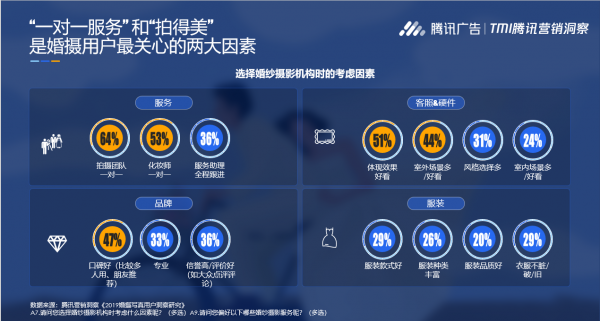 “一对一服务” 和“拍得美”
是婚摄用户最关心的两大因素
腾讯广告 | TMI腾讯营销洞察
选择婚纱摄影机构时的考虑因素
服务
64%
53%
36%
拍摄团队
一对一
化妆师
一对一
服务助理
全程跟进
客照&硬件
51%
44%
31%
24%
体现效果
好看
室外场景多
/好看
风格选择多
室内场景多
/好看
品牌
47%
33%
36%
口碑好（比较多
人用、朋友推
荐）
专业
信誉高/评价好
(如大众点评评
论）
服装
29%
26%
20%
29%
服装款式好
服装种类
丰富
服装品质好
衣服不脏/
破/旧
数据来源：腾讯营销洞察《2019婚嫁写真用户洞察研究》
A7.请问您选择婚纱摄影机构时考虑什么因素呢？（多选）A9.请问您偏好以下哪些婚纱摄影服务呢？（多选）